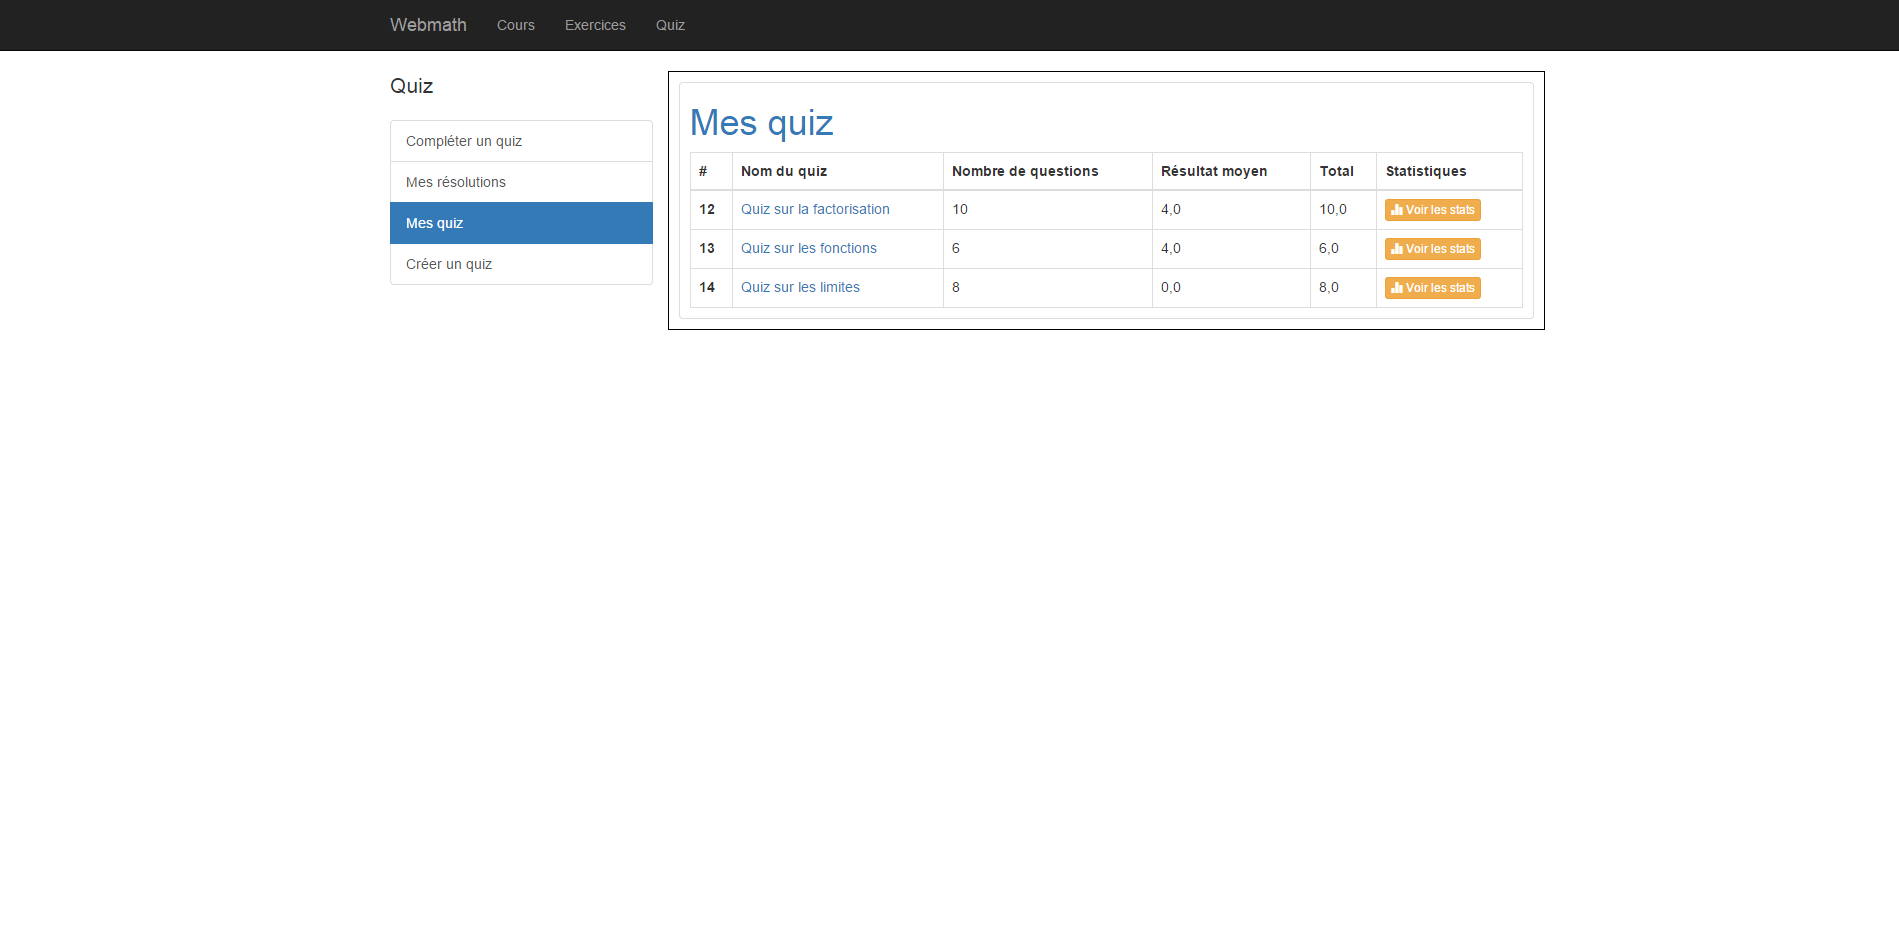 Webmath Cours Exercices Quiz
Quiz
Compléter un quiz
Mes résolutions
Mes quiz
Créer un quiz
Mes quiz
# Nom du quiz Nombre de questions Résultat moyen Total Statistiques
12 Quiz sur la factorisation 10 4,0 10,0 Voir les stats
13 Quiz sur les fonctions 6 4,0 6,0 Voir les stats
14 Quiz sur les limites 8 0,0 8,0 Voir les stats